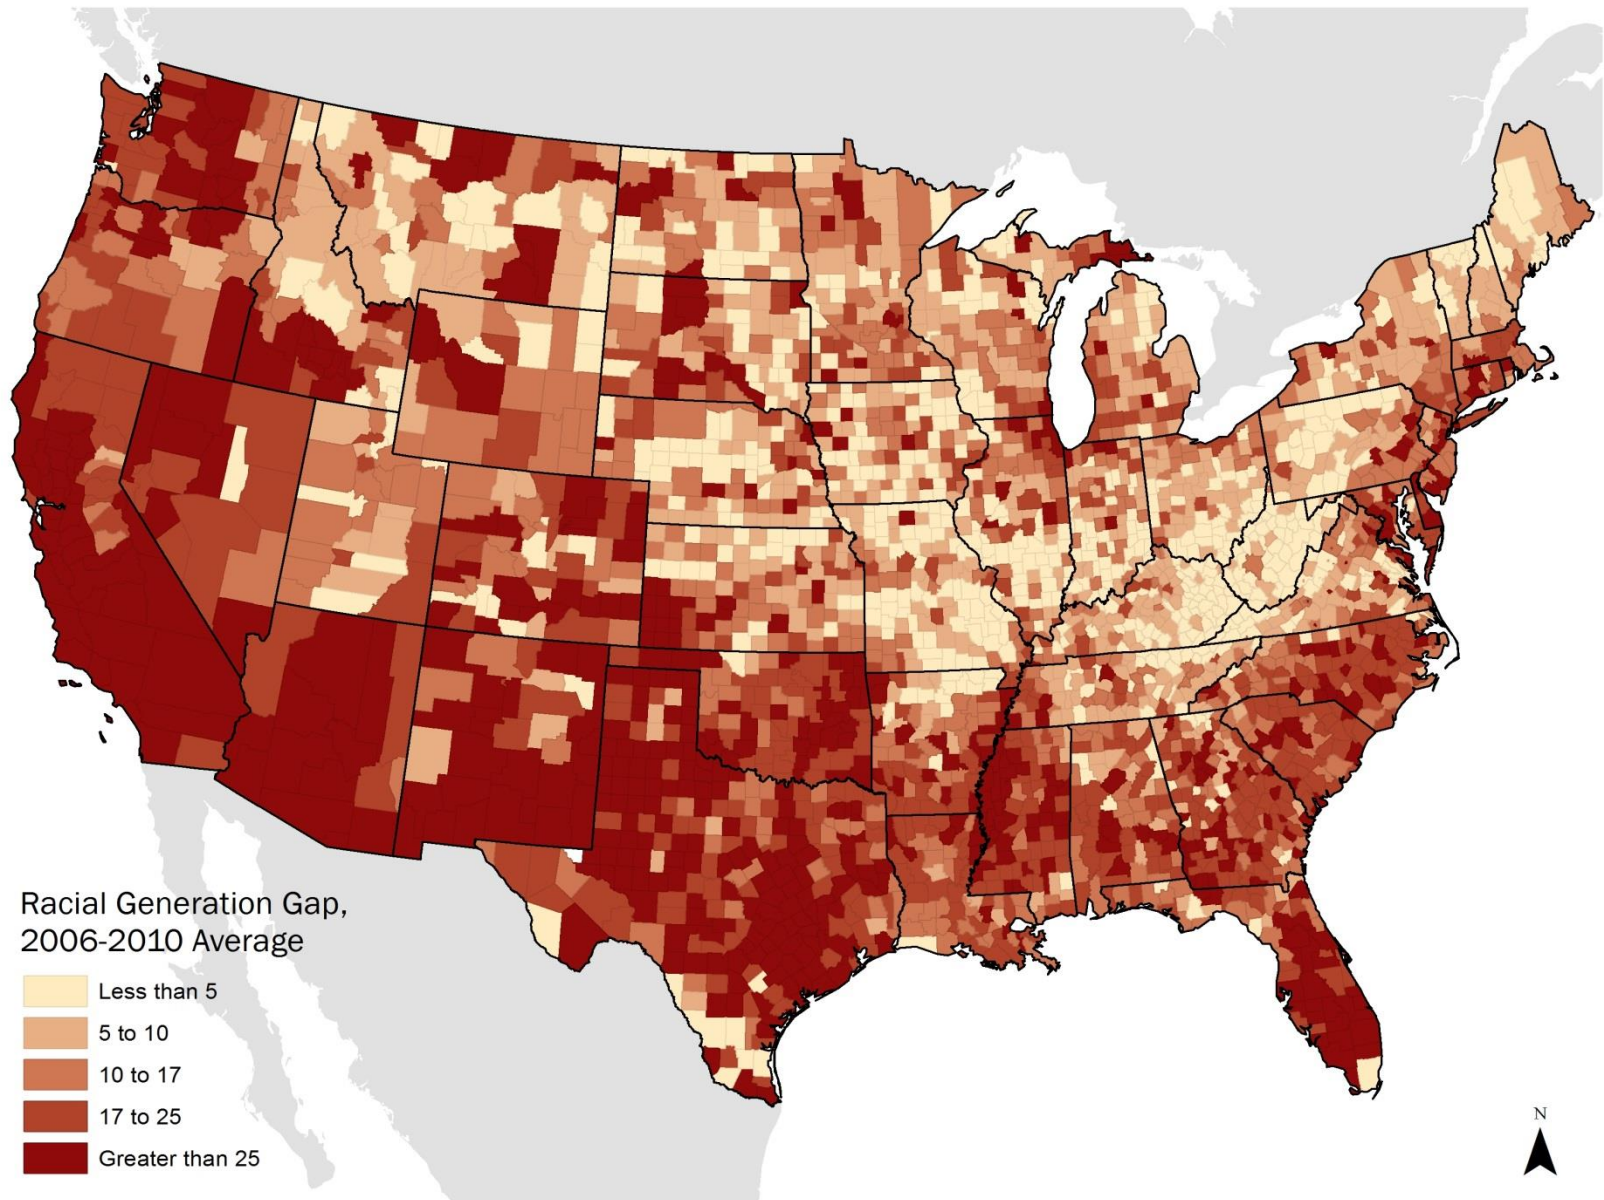 Racial Generation Gap,
2006-2010 Average
Less than 5
5 to 10
10 to 17
17 to 25
Greater than 25
N